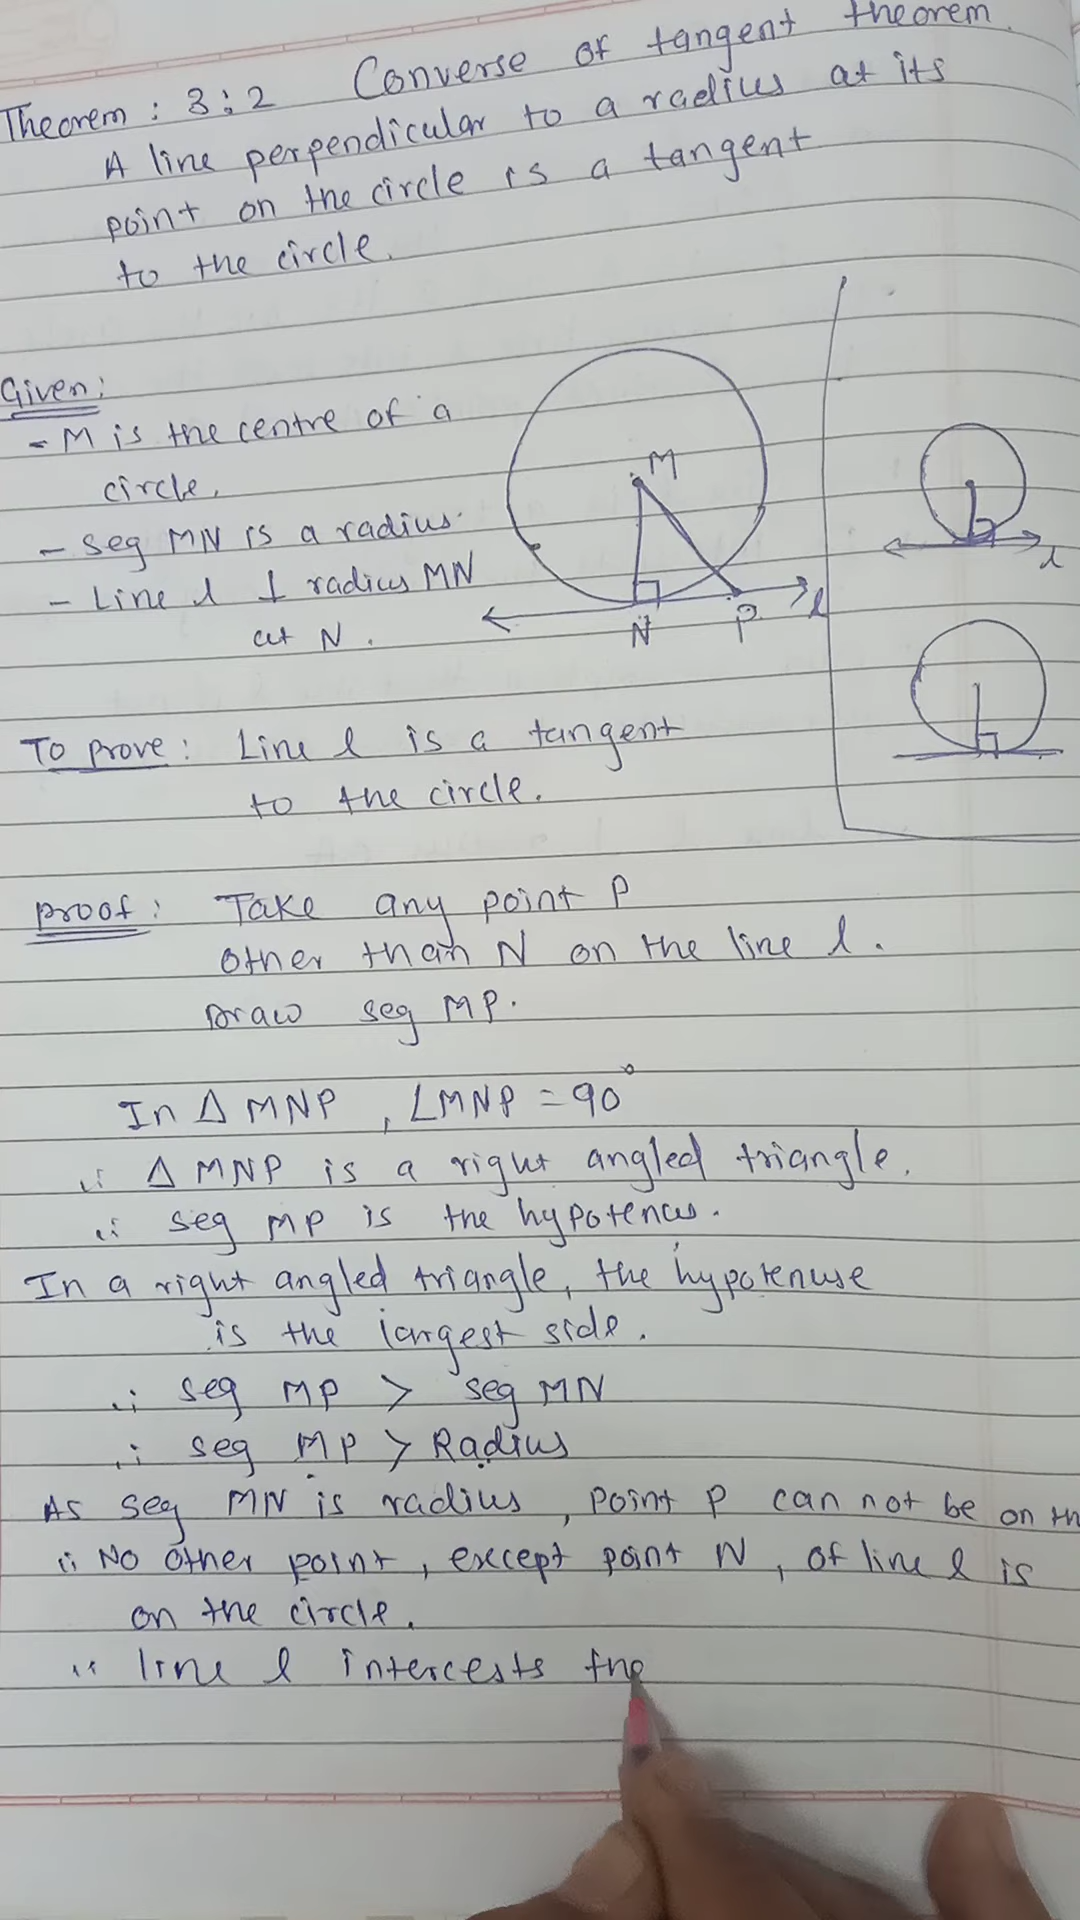 Theorem : 3:2 Converse of tangent theorem.
A line perpendicular to a radius at its
point on the circle is a tangent
to the circle.
Given:
- M is the centre of a
circle.
- seg MN is a radius.
- Line l ⊥ radius MN
at N.
M
N
P
l
l
To prove: Line l is a tangent
to the circle.
Proof: Take any point P
other than N on the line l.
Draw seg MP.
In Δ MNP, ∠MNP = 90°
∴ Δ MNP is a right angled triangle.
∴ seg MP is the hypotenus.
In a right angled triangle, the hypotenuse
is the largest side.
∴ seg MP > seg MN
∴ seg MP > Radius
As seg MN is radius, point P can not be on th
∴ No other point, except point N, of line l is
on the circle.
∴ line l intercests the